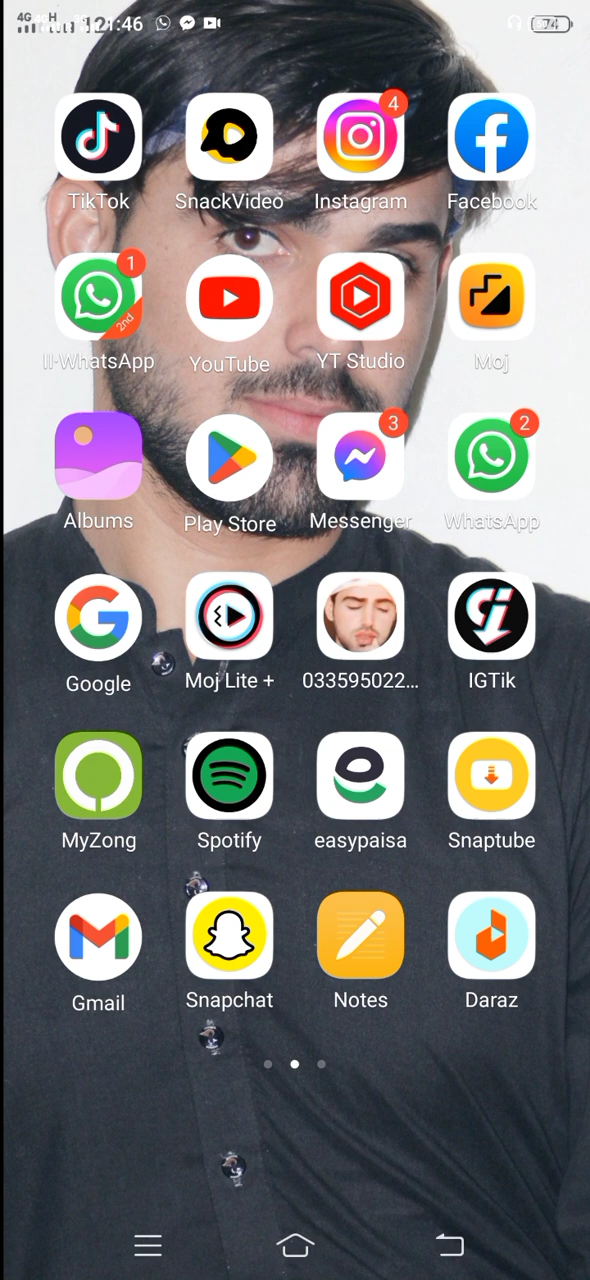 4G H 12:46 74
TikTok SnackVideo Instagram Facebook
4
1
2nd
II·WhatsApp YouTube YT Studio Moj
3 2
Albums Play Store Messenger WhatsApp
Google Moj Lite + 033595022... IGTik
MyZong Spotify easypaisa Snaptube
Gmail Snapchat Notes Daraz